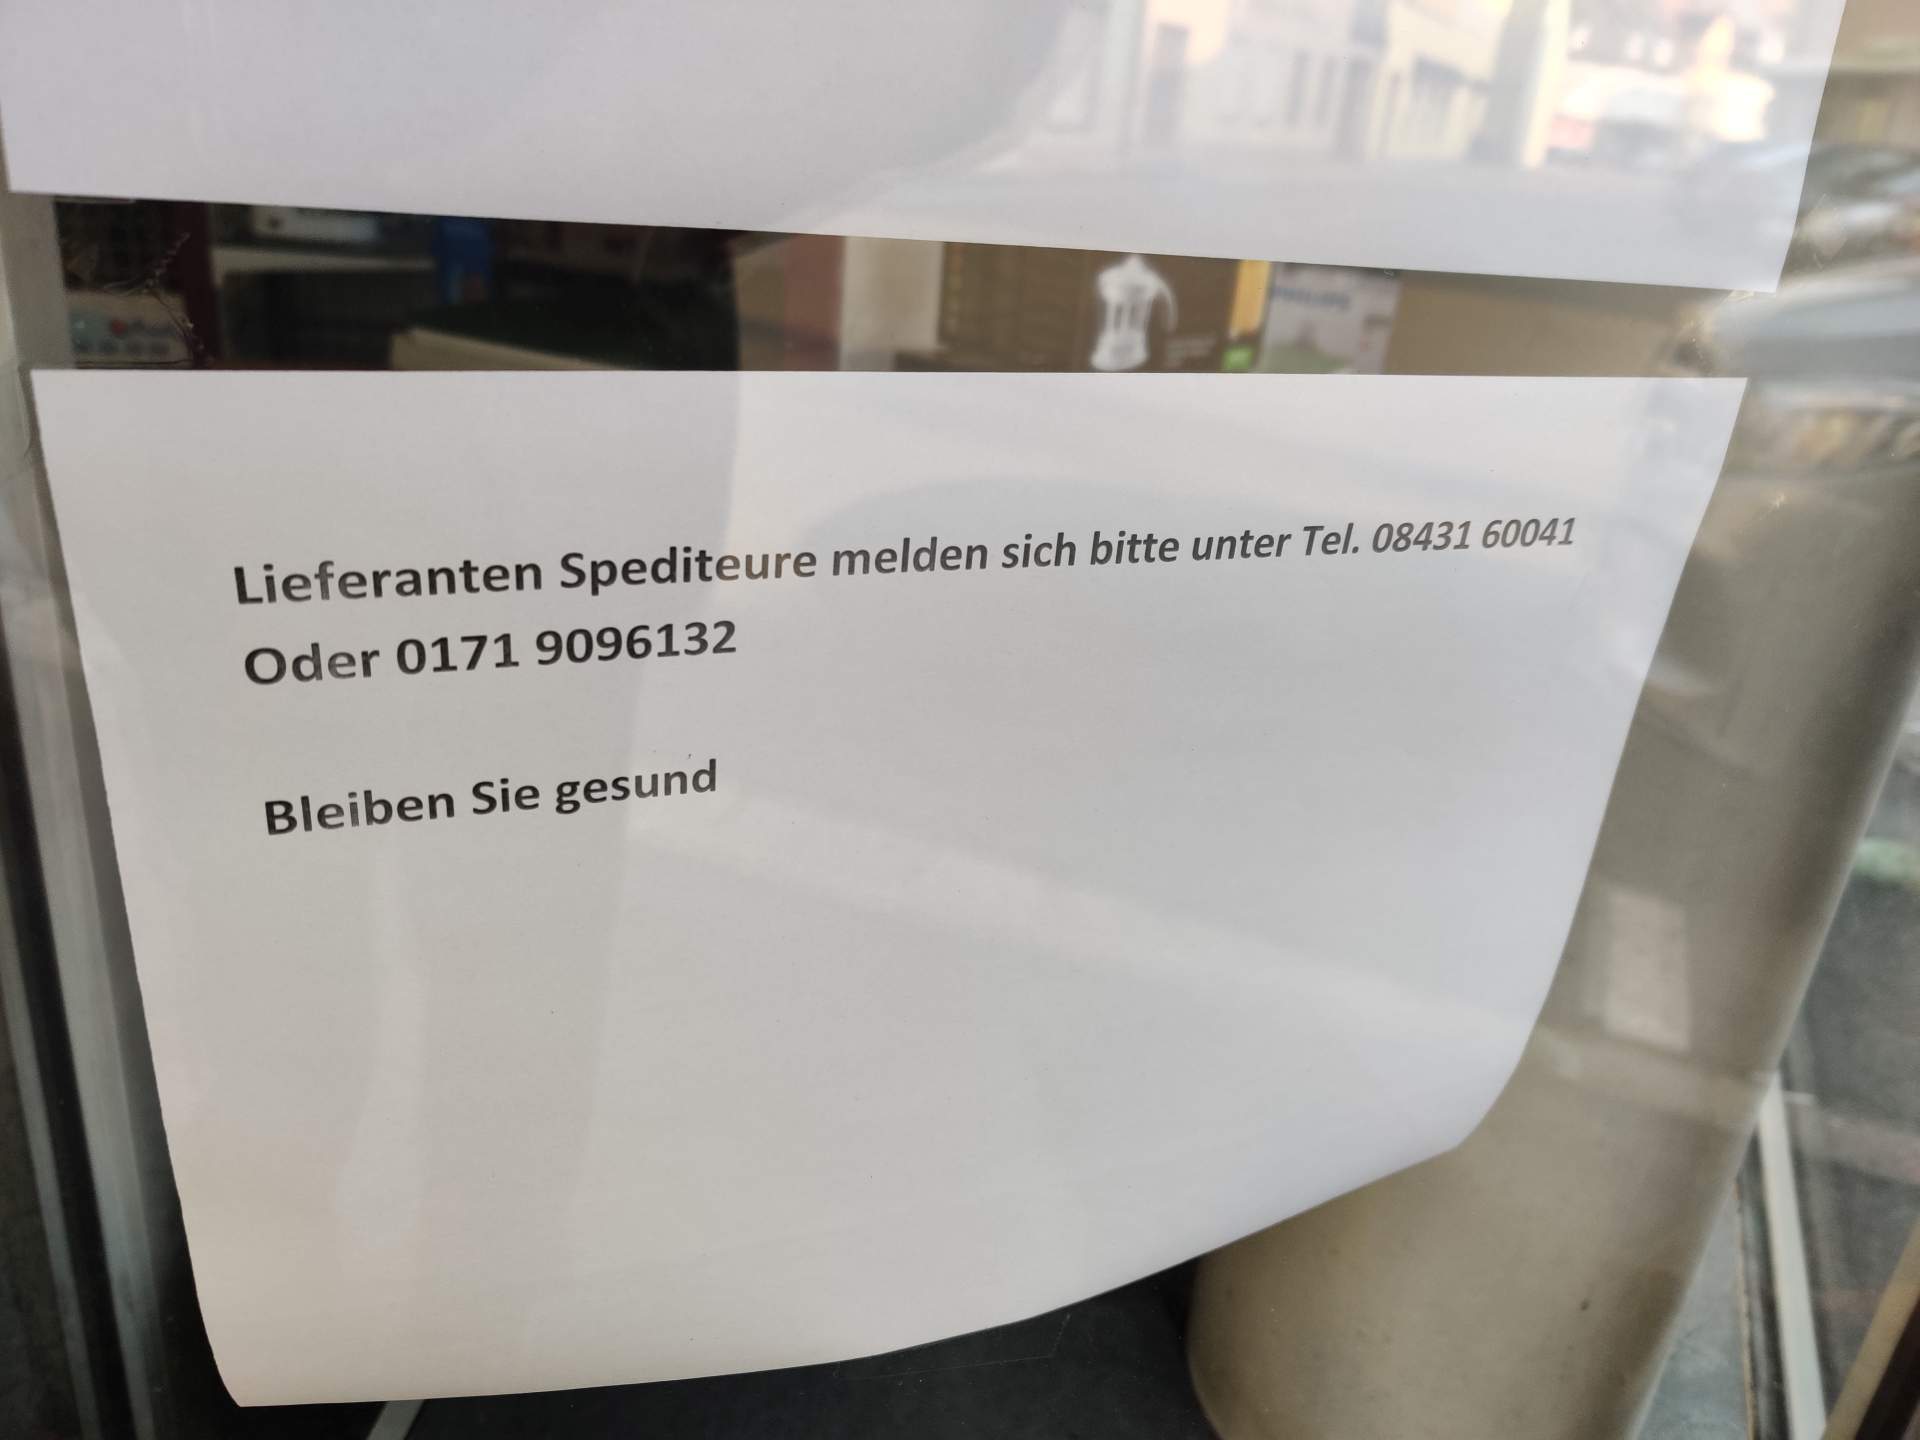 Lieferanten Spediteure melden sich bitte unter Tel. 08431 60041
Oder 0171 9096132
Bleiben Sie gesund